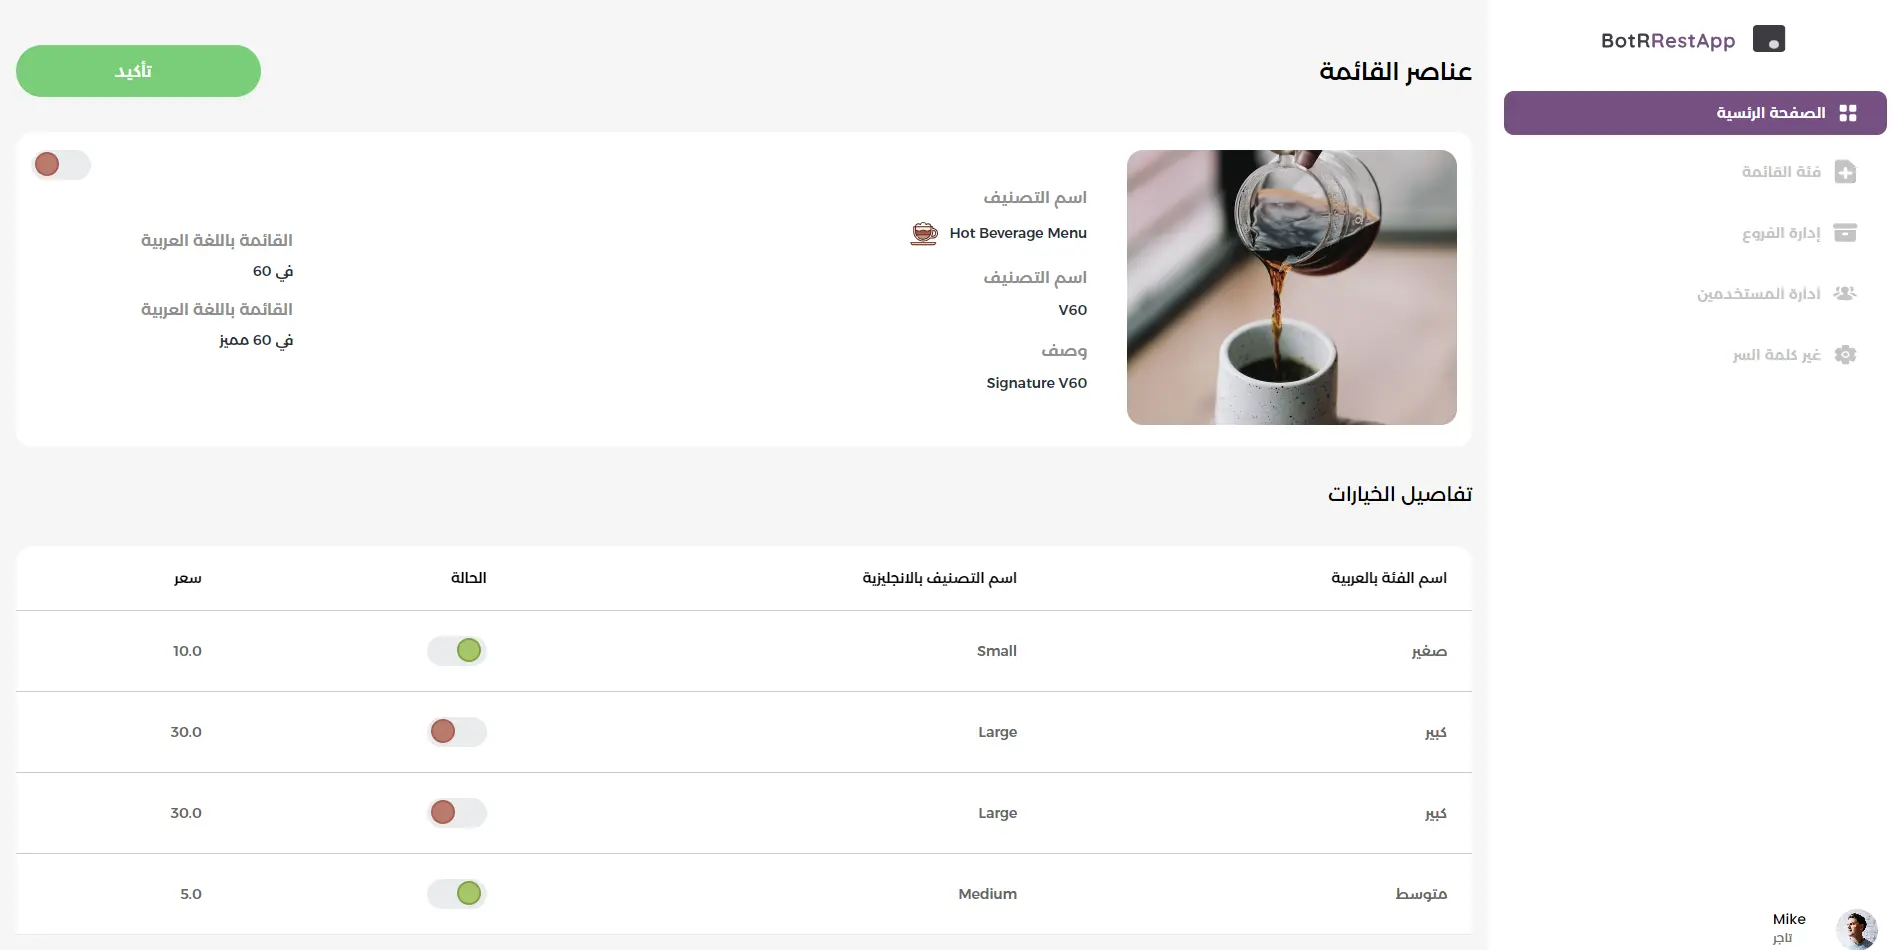 BotRRestApp
الصفحة الرئسية
فئة القائمة
إدارة الفروع
أدارة المستخدمين
غير كلمة السر
Mike
تاجر
عناصر القائمة
تأكيد
اسم التصنيف
Hot Beverage Menu
اسم التصنيف
V60
وصف
Signature V60
القائمة باللغة العربية
في 60
القائمة باللغة العربية
في 60 مميز
تفاصيل الخيارات
اسم الفئة بالعربية اسم التصنيف بالانجليزية الحالة سعر
صغير Small 10.0
كبير Large 30.0
كبير Large 30.0
متوسط Medium 5.0